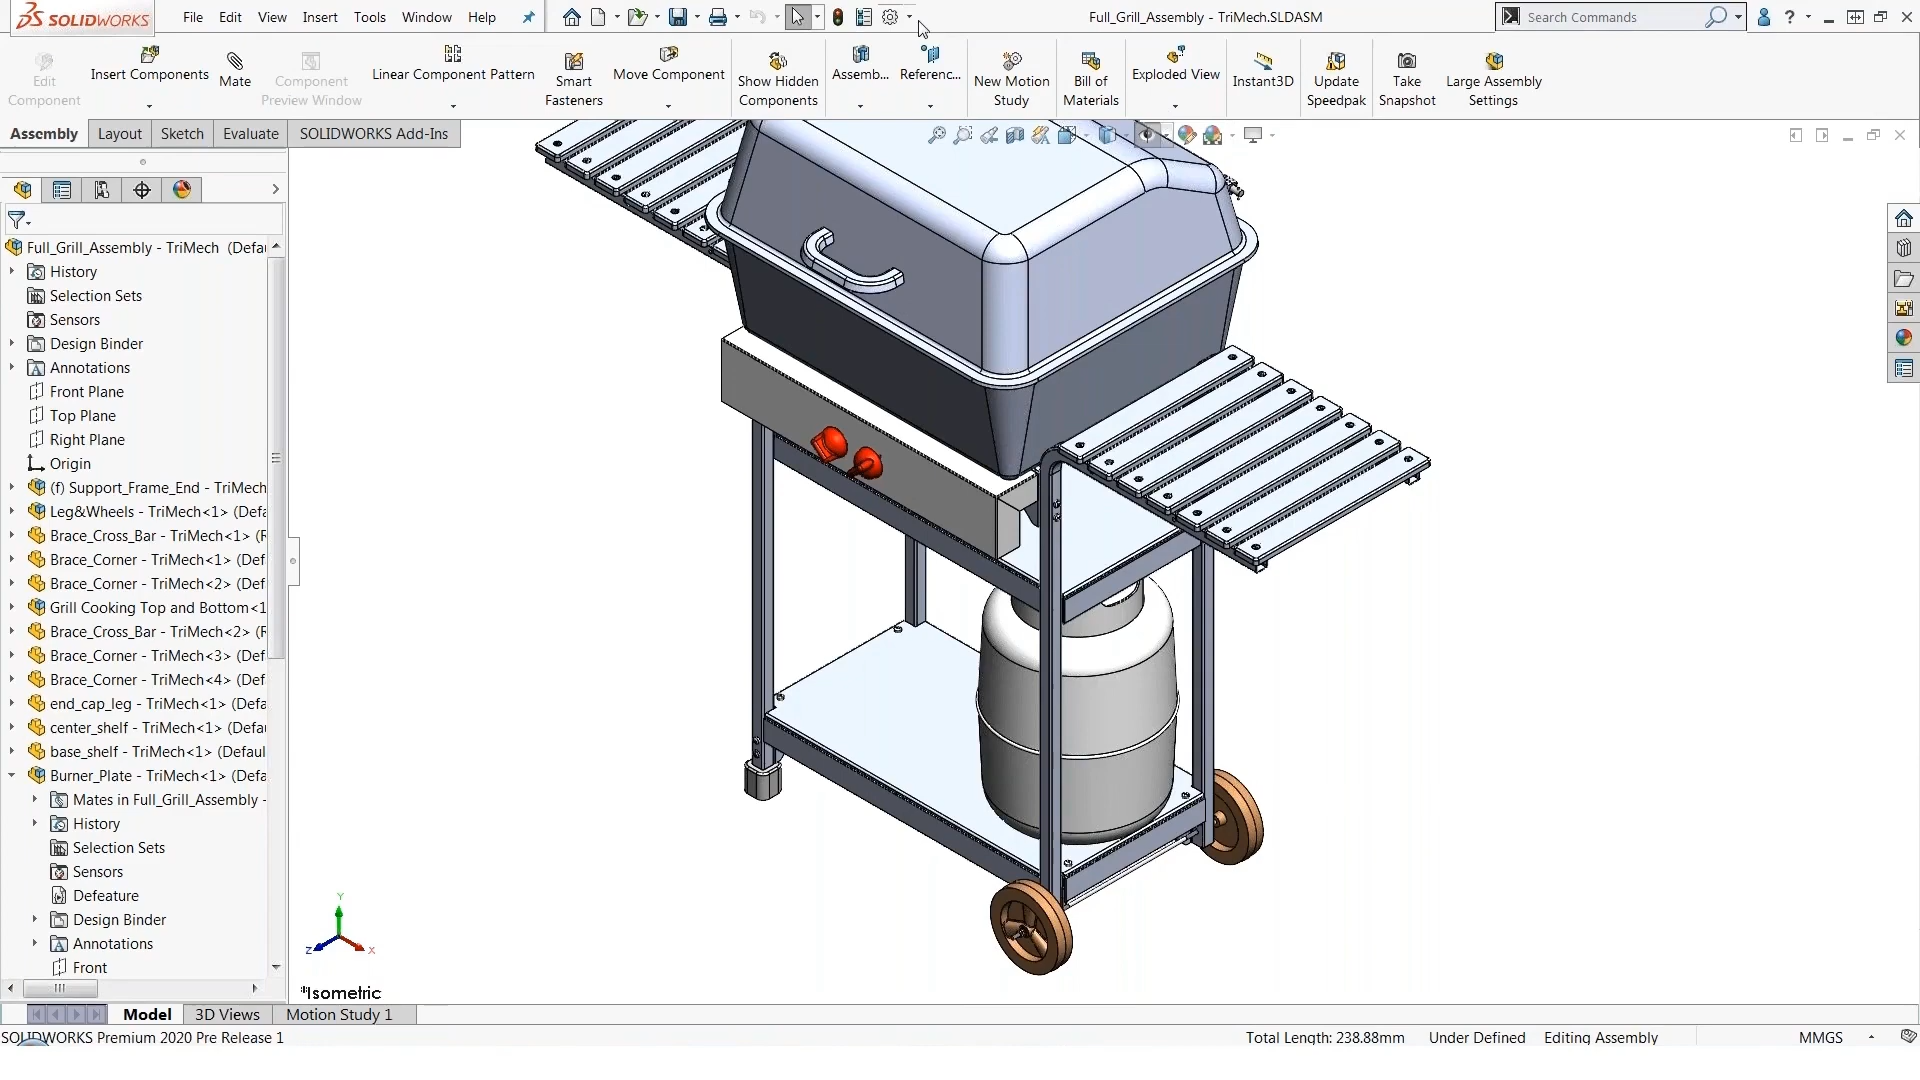 SOLIDWORKS
File Edit View Insert Tools Window Help
Full_Grill_Assembly - TriMech.SLDASM
Search Commands
?
Edit Component
Insert Components
Mate
Component Preview Window
Linear Component Pattern
Smart Fasteners
Move Component
Show Hidden Components
Assemb...
Referenc...
New Motion Study
Bill of Materials
Exploded View
Instant3D
Update Speedpak
Take Snapshot
Large Assembly Settings
Assembly Layout Sketch Evaluate SOLIDWORKS Add-Ins
Full_Grill_Assembly - TriMech (Defau
History
Selection Sets
Sensors
Design Binder
Annotations
Front Plane
Top Plane
Right Plane
Origin
(f) Support_Frame_End - TriMech
Leg&Wheels - TriMech<1> (Defa
Brace_Cross_Bar - TriMech<1> (R
Brace_Corner - TriMech<1> (Def
Brace_Corner - TriMech<2> (Def
Grill Cooking Top and Bottom<1
Brace_Cross_Bar - TriMech<2> (R
Brace_Corner - TriMech<3> (Def
Brace_Corner - TriMech<4> (Def
end_cap_leg - TriMech<1> (Defa
center_shelf - TriMech<1> (Defau
base_shelf - TriMech<1> (Defaul
Burner_Plate - TriMech<1> (Defa
Mates in Full_Grill_Assembly -
History
Selection Sets
Sensors
Defeature
Design Binder
Annotations
Front
Y
Z X
*Isometric
Model 3D Views Motion Study 1
SOLIDWORKS Premium 2020 Pre Release 1
Total Length: 238.88mm Under Defined Editing Assembly MMGS